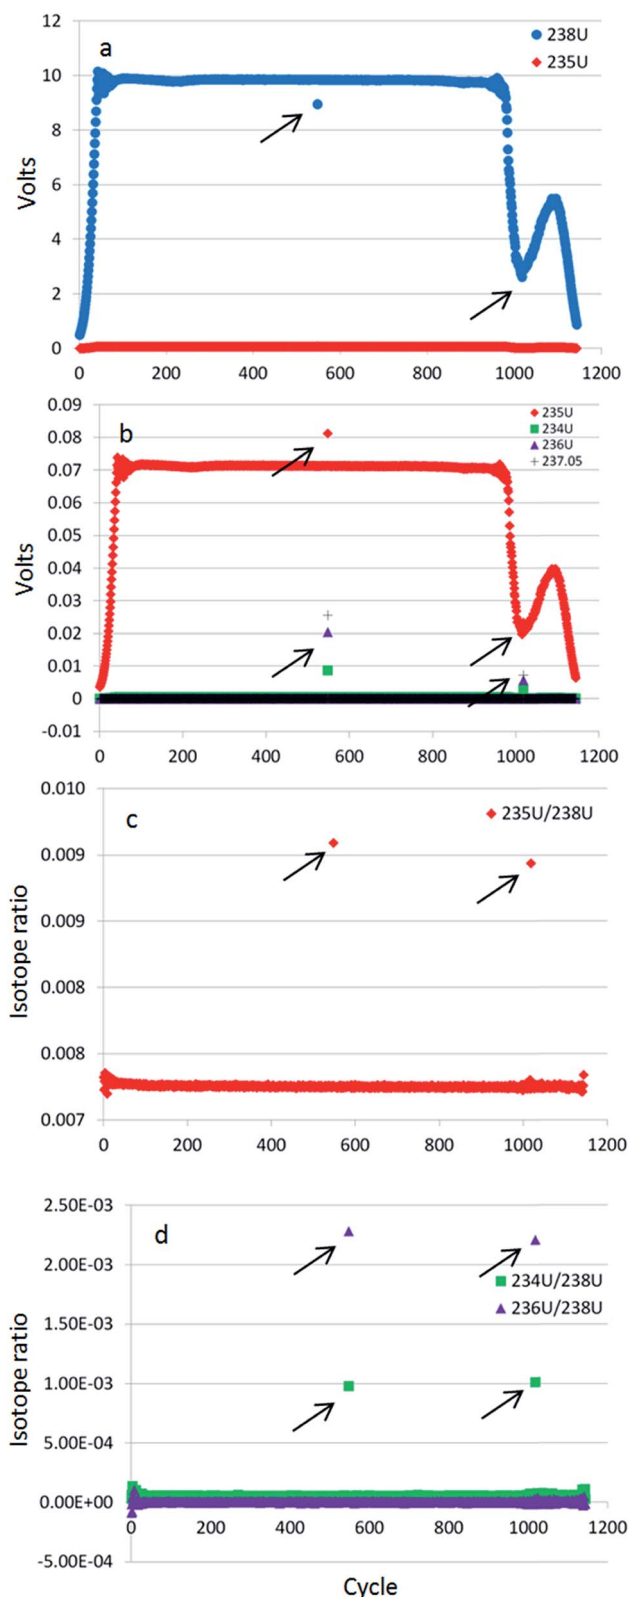 a
238U
235U
Volts
12
10
8
6
4
2
0
0 200 400 600 800 1000 1200
b
235U
234U
236U
237.05
Volts
0.09
0.08
0.07
0.06
0.05
0.04
0.03
0.02
0.01
0
-0.01
0 200 400 600 800 1000 1200
c
235U/238U
Isotope ratio
0.010
0.009
0.009
0.008
0.008
0.007
0 200 400 600 800 1000 1200
d
234U/238U
236U/238U
Isotope ratio
2.50E-03
2.00E-03
1.50E-03
1.00E-03
5.00E-04
0.00E+00
-5.00E-04
0 200 400 600 800 1000 1200
Cycle